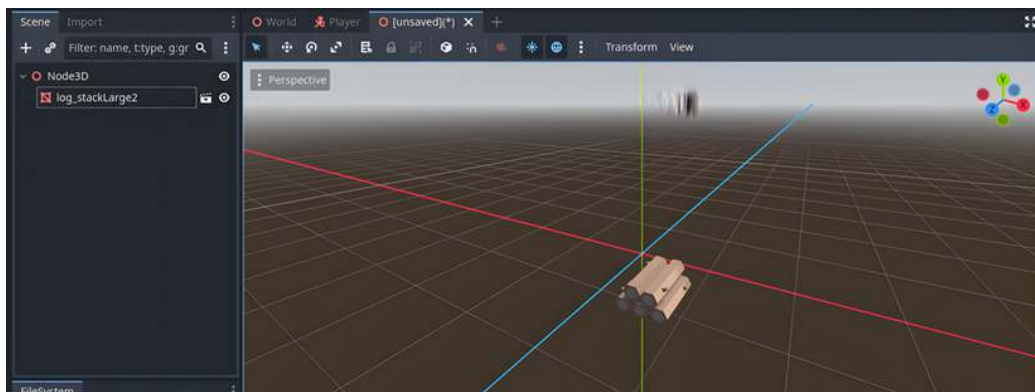 Scene Import
World Player [unsaved](*)
Filter: name, t:type, g:gr
Transform View
Node3D
Perspective
log_stackLarge2
Y
Z X
FileSystem